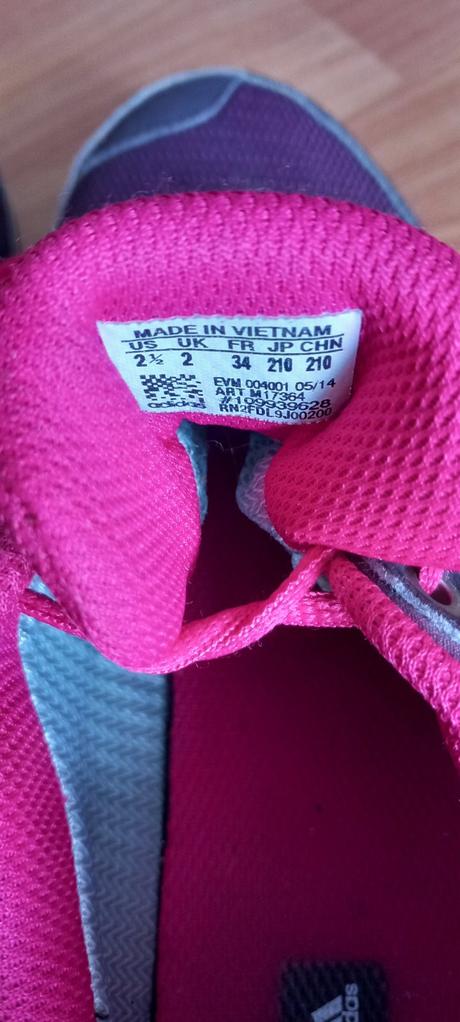 MADE IN VIETNAM
US UK FR JP CHN
2½ 2 34 210 210
EVM 004001 05/14
ART M17364
#109939628
adidas RN2FDL9J00200
adidas